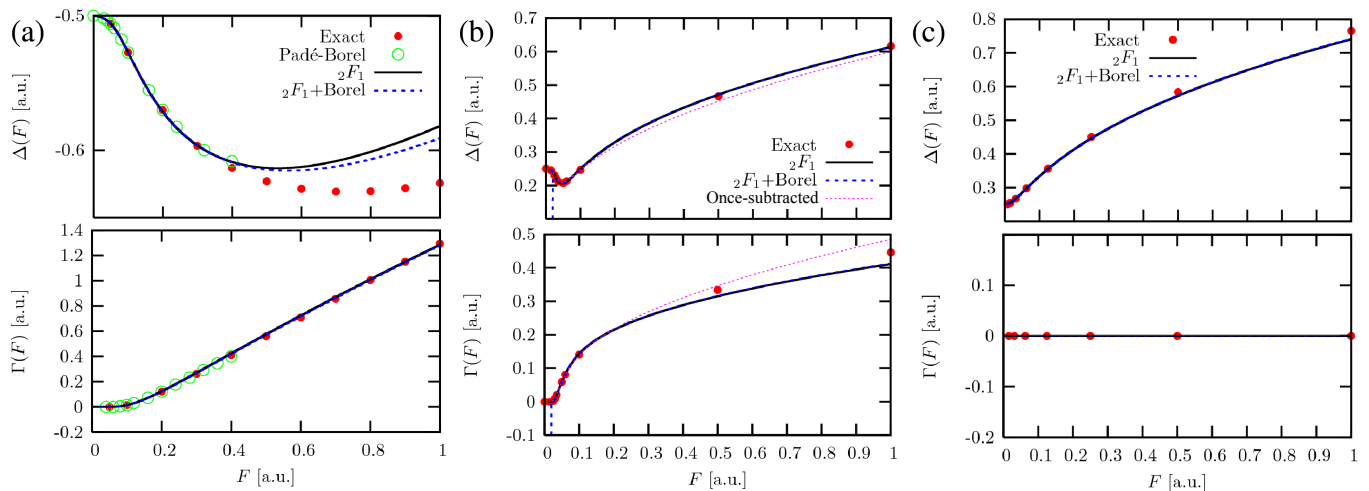 (a)
-0.5
-0.6
Δ(F) [a.u.]
Exact
Padé-Borel
₂F₁
₂F₁+Borel
1.4
1.2
1
0.8
0.6
0.4
0.2
0
-0.2
Γ(F) [a.u.]
0 0.2 0.4 0.6 0.8 1
F [a.u.]
(b)
0.7
0.6
0.5
0.4
0.3
0.2
0.1
Δ(F) [a.u.]
Exact
₂F₁
₂F₁+Borel
Once-subtracted
0.5
0.4
0.3
0.2
0.1
0
-0.1
Γ(F) [a.u.]
0 0.1 0.2 0.3 0.4 0.5 0.6 0.7 0.8 0.9 1
F [a.u.]
(c)
0.8
0.7
0.6
0.5
0.4
0.3
Δ(F) [a.u.]
Exact
₂F₁
₂F₁+Borel
0.1
0
-0.1
-0.2
Γ(F) [a.u.]
0 0.1 0.2 0.3 0.4 0.5 0.6 0.7 0.8 0.9 1
F [a.u.]